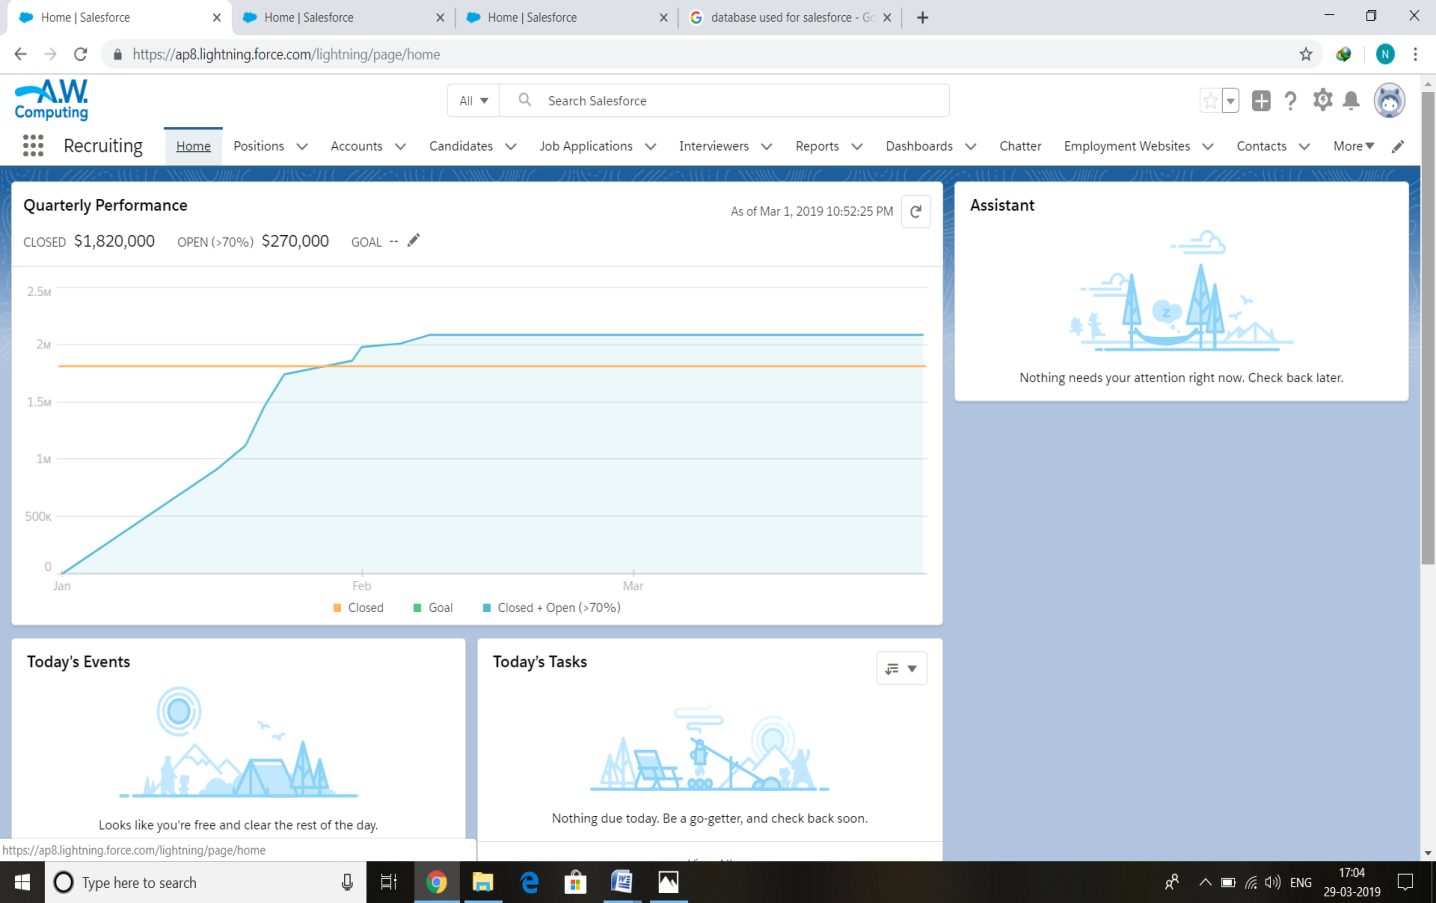 Home | Salesforce
Home | Salesforce
Home | Salesforce
database used for salesforce - Go
https://ap8.lightning.force.com/lightning/page/home
N
A.W.
Computing
All
Search Salesforce
Recruiting
Home
Positions
Accounts
Candidates
Job Applications
Interviewers
Reports
Dashboards
Chatter
Employment Websites
Contacts
More
Quarterly Performance
As of Mar 1, 2019 10:52:25 PM
CLOSED $1,820,000 OPEN (>70%) $270,000 GOAL --
2.5M
2M
1.5M
1M
500K
0
Jan Feb Mar
Closed Goal Closed + Open (>70%)
Assistant
z
Nothing needs your attention right now. Check back later.
Today's Events
Looks like you're free and clear the rest of the day.
Today's Tasks
Nothing due today. Be a go-getter, and check back soon.
https://ap8.lightning.force.com/lightning/page/home
Type here to search
ENG
17:04
29-03-2019